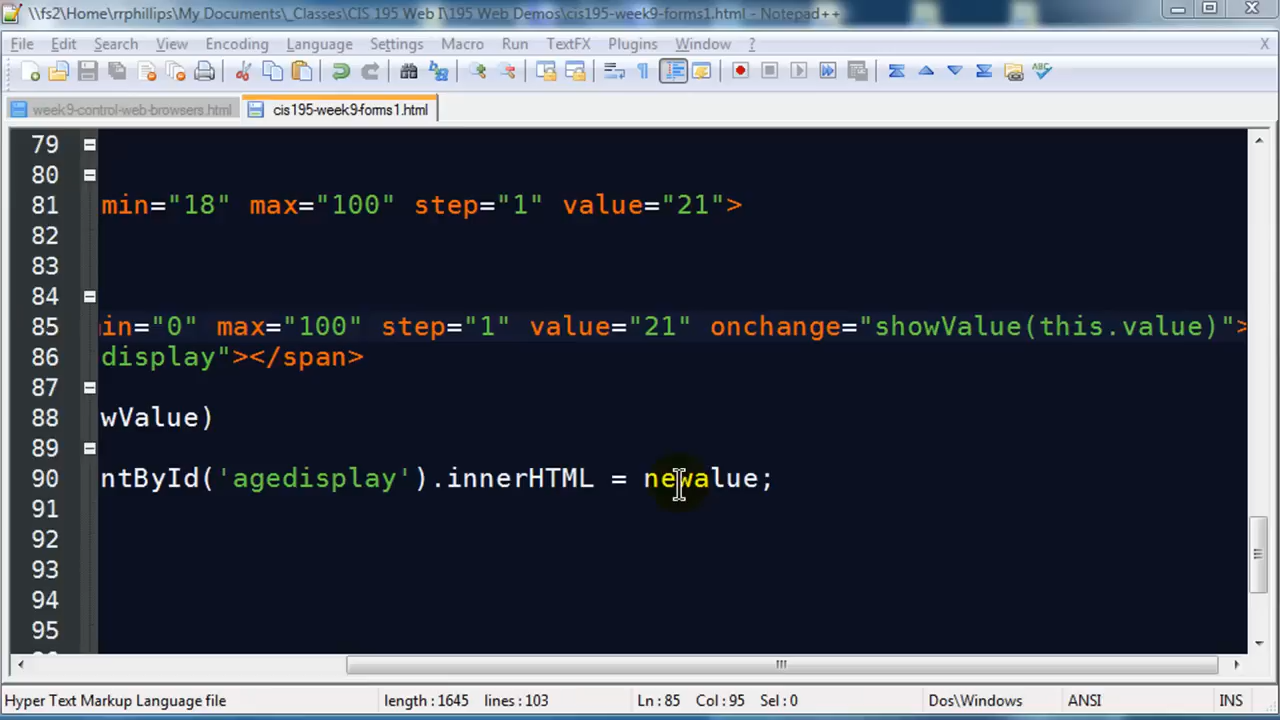 \\fs2\Home\rrphillips\My Documents\_Classes\CIS 195 Web I\195 Web Demos\cis195-week9-forms1.html - Notepad++
File Edit Search View Encoding Language Settings Macro Run TextFX Plugins Window ? X
week9-control-web-browsers.html cis195-week9-forms1.html
79
80
81 min="18" max="100" step="1" value="21">
82
83
84
85 in="0" max="100" step="1" value="21" onchange="showValue(this.value)">
86 display"></span>
87
88 wValue)
89
90 ntById('agedisplay').innerHTML = newalue;
91
92
93
94
95
Hyper Text Markup Language file length : 1645 lines : 103 Ln : 85 Col : 95 Sel : 0 Dos\Windows ANSI INS